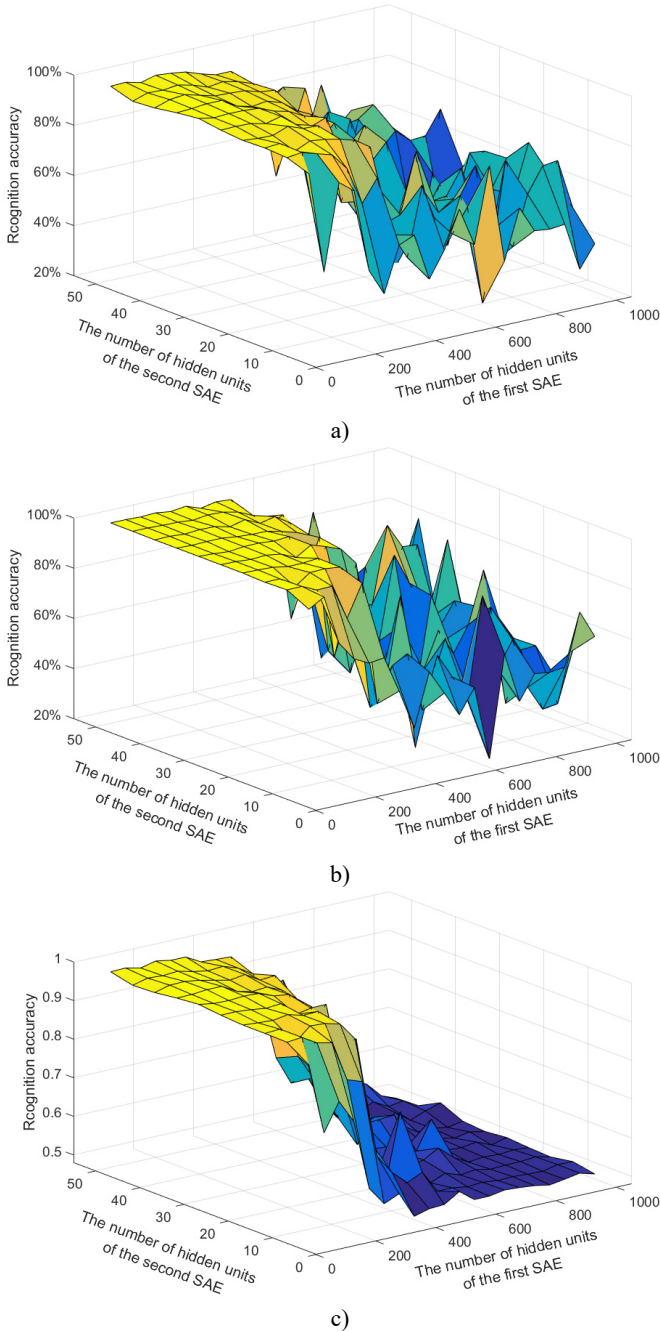 100%
80%
60%
40%
20%
Rcognition accuracy
50
40
30
20
10
0
The number of hidden units
of the second SAE
0
200
400
600
800
1000
The number of hidden units
of the first SAE
a)
100%
80%
60%
40%
20%
Rcognition accuracy
50
40
30
20
10
0
The number of hidden units
of the second SAE
0
200
400
600
800
1000
The number of hidden units
of the first SAE
b)
1
0.9
0.8
0.7
0.6
0.5
Rcognition accuracy
50
40
30
20
10
0
The number of hidden units
of the second SAE
0
200
400
600
800
1000
The number of hidden units
of the first SAE
c)